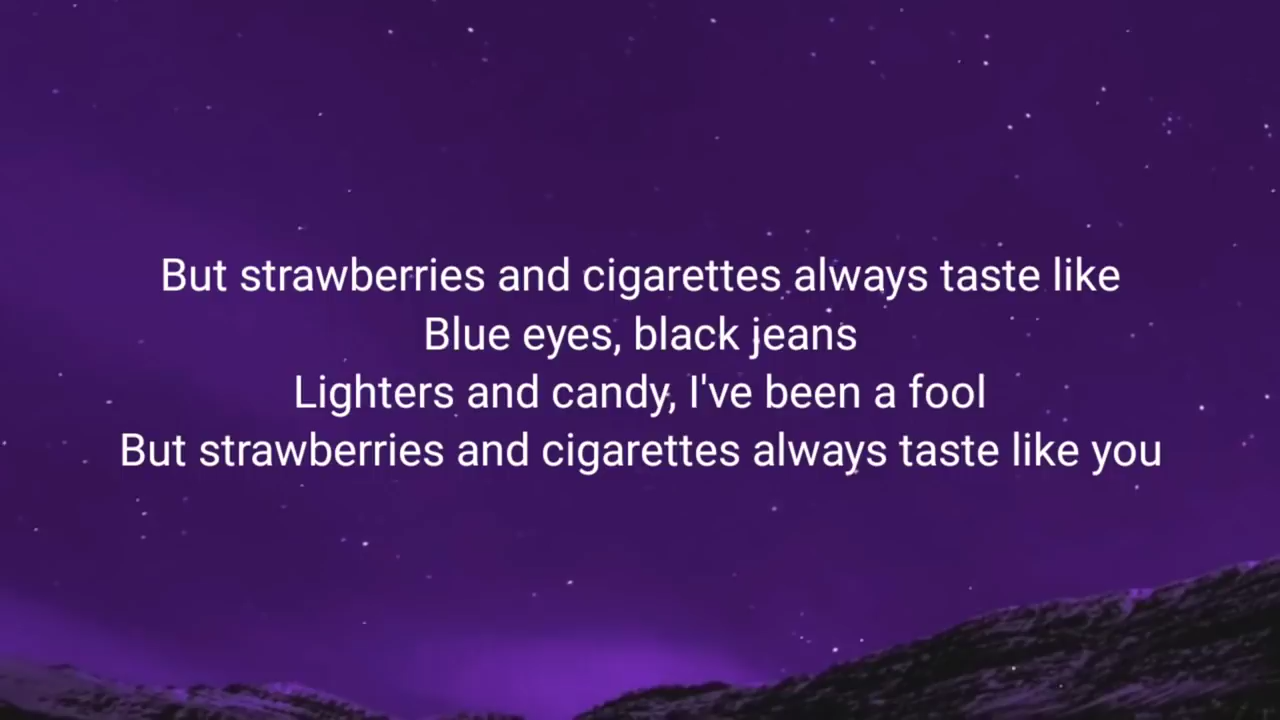 But strawberries and cigarettes always taste like
Blue eyes, black jeans
Lighters and candy, I've been a fool
But strawberries and cigarettes always taste like you